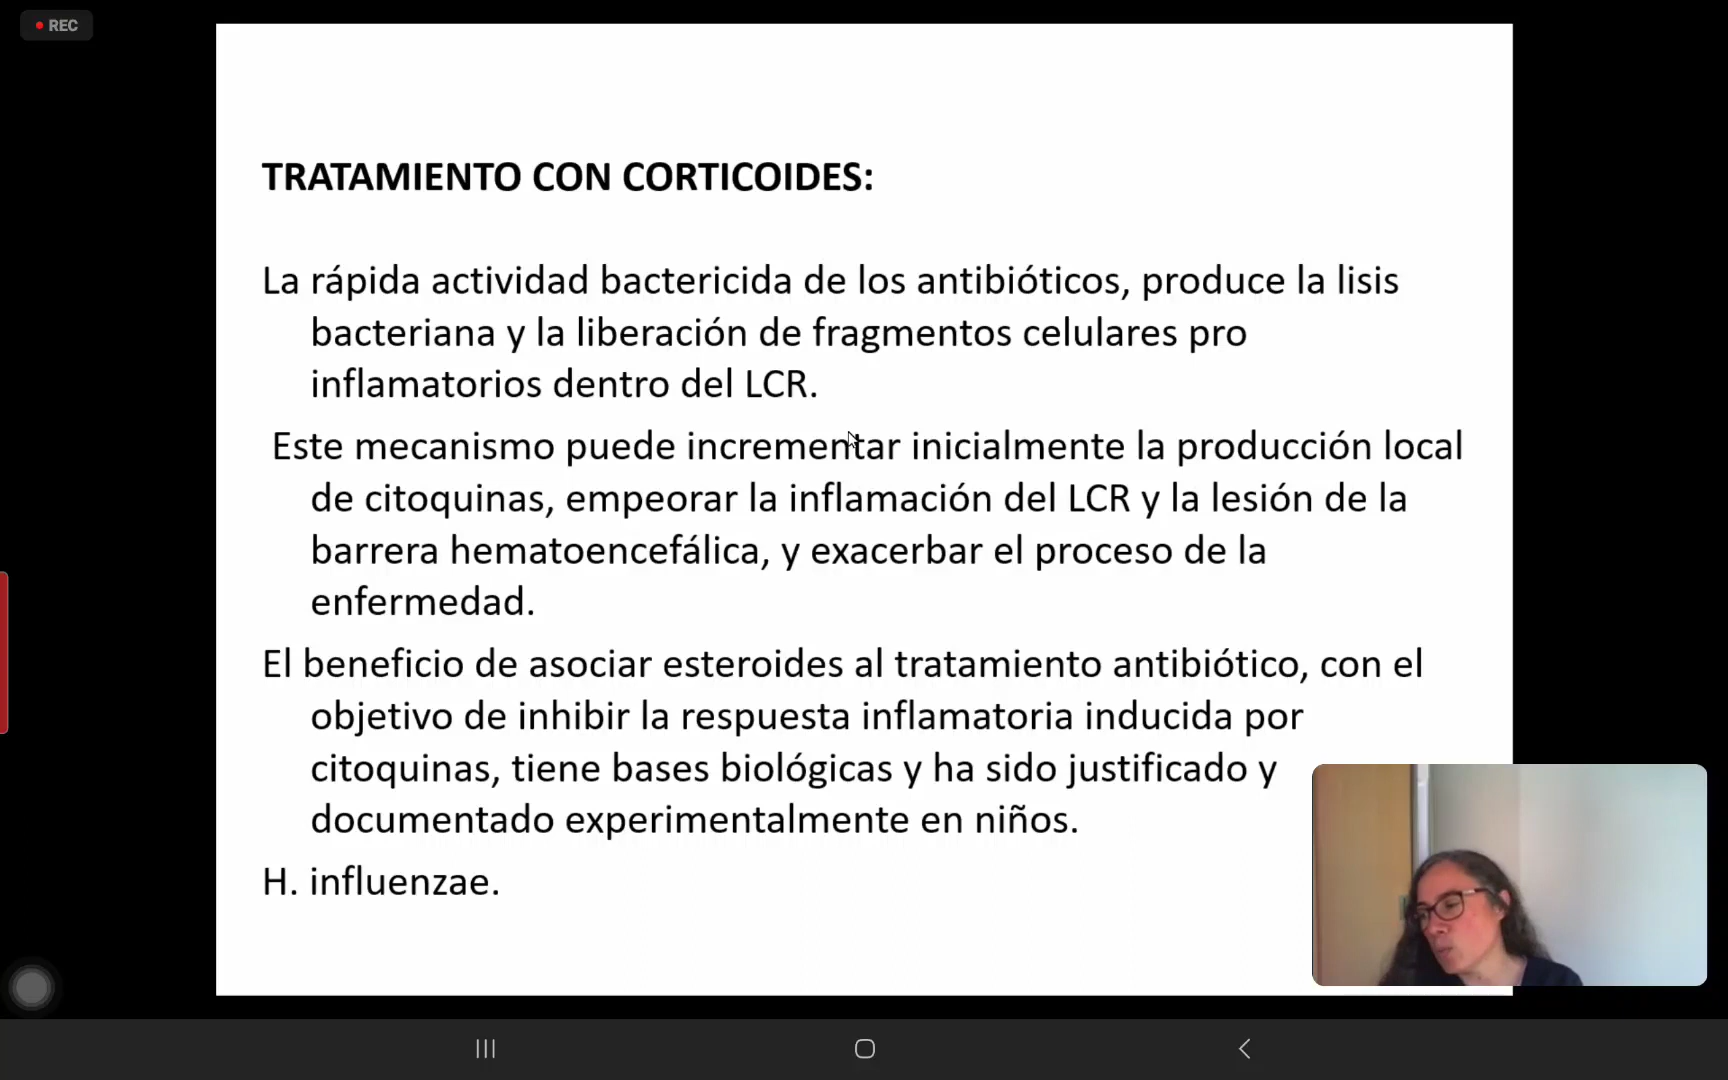 REC
TRATAMIENTO CON CORTICOIDES:
La rápida actividad bactericida de los antibióticos, produce la lisis
bacteriana y la liberación de fragmentos celulares pro
inflamatorios dentro del LCR.
Este mecanismo puede incrementar inicialmente la producción local
de citoquinas, empeorar la inflamación del LCR y la lesión de la
barrera hematoencefálica, y exacerbar el proceso de la
enfermedad.
El beneficio de asociar esteroides al tratamiento antibiótico, con el
objetivo de inhibir la respuesta inflamatoria inducida por
citoquinas, tiene bases biológicas y ha sido justificado y
documentado experimentalmente en niños.
H. influenzae.